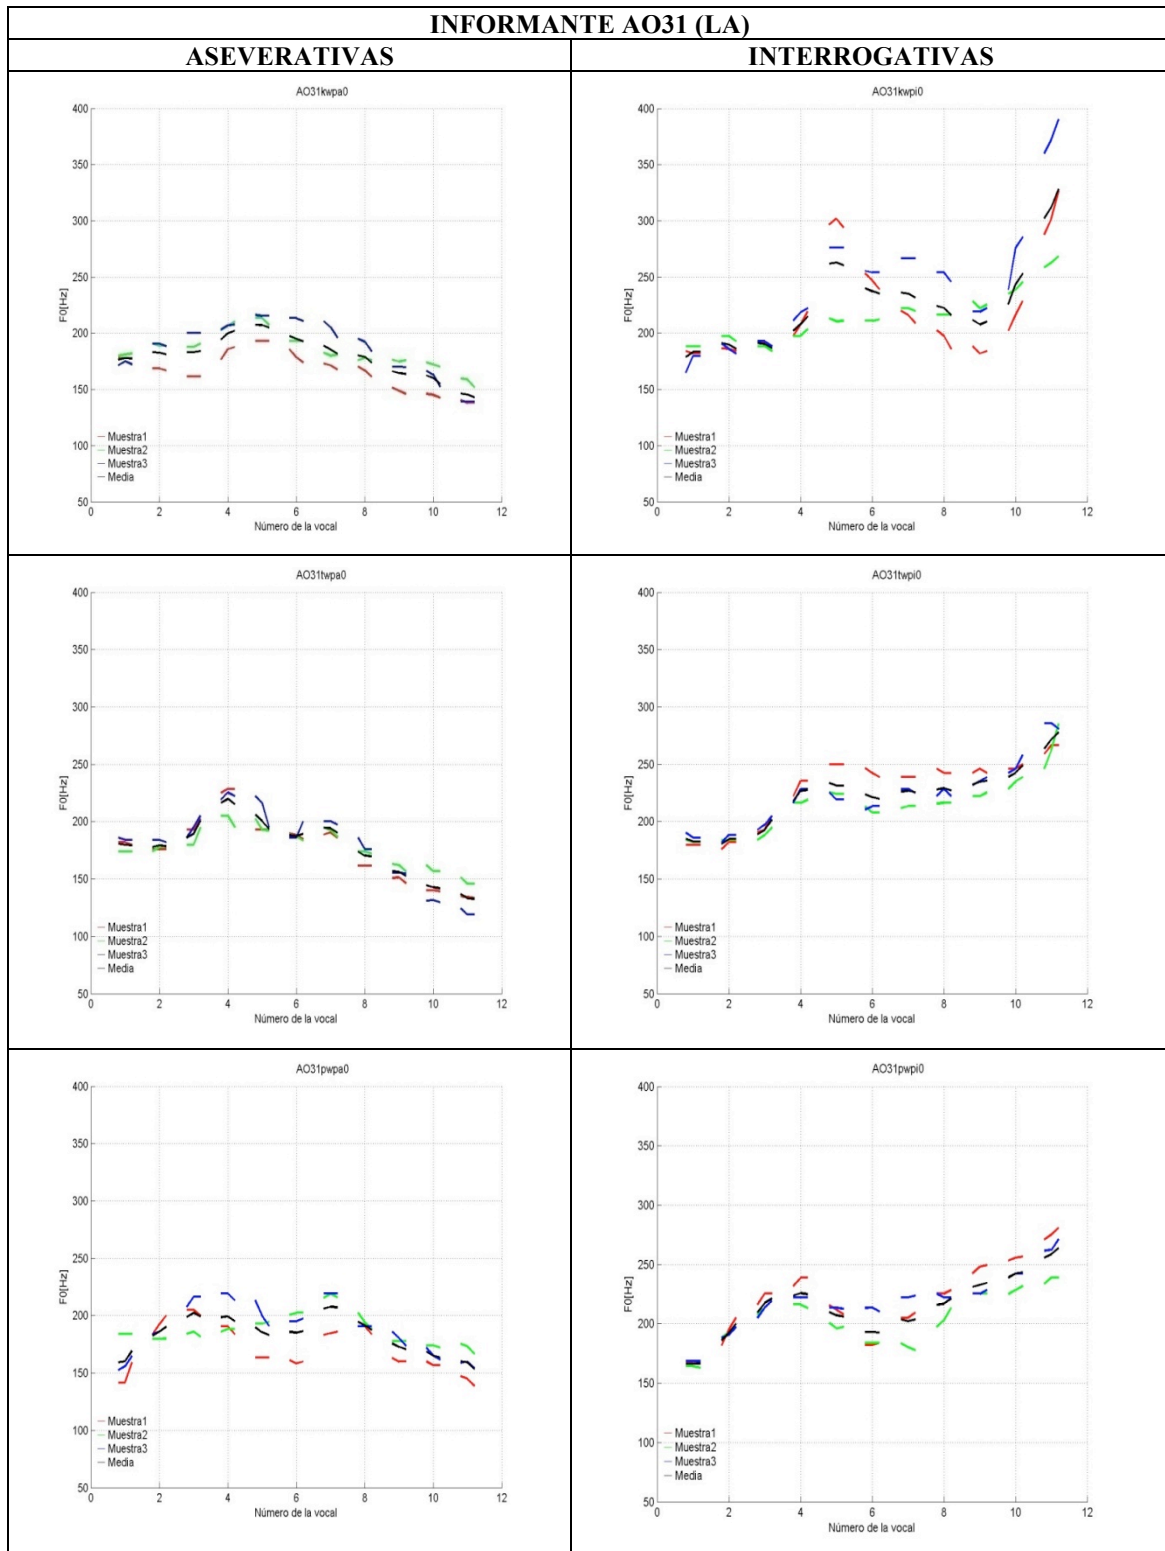 INFORMANTE AO31 (LA)
ASEVERATIVAS
INTERROGATIVAS
AO31kwpa0
400
350
300
250
200
150
100
50
F0[Hz]
Muestra1
Muestra2
Muestra3
Media
0 2 4 6 8 10 12
Número de la vocal
AO31kwpi0
400
350
300
250
200
150
100
50
F0[Hz]
Muestra1
Muestra2
Muestra3
Media
0 2 4 6 8 10 12
Número de la vocal
AO31twpa0
400
350
300
250
200
150
100
50
F0[Hz]
Muestra1
Muestra2
Muestra3
Media
0 2 4 6 8 10 12
Número de la vocal
AO31twpi0
400
350
300
250
200
150
100
50
F0[Hz]
Muestra1
Muestra2
Muestra3
Media
0 2 4 6 8 10 12
Número de la vocal
AO31pwpa0
400
350
300
250
200
150
100
50
F0[Hz]
Muestra1
Muestra2
Muestra3
Media
0 2 4 6 8 10 12
Número de la vocal
AO31pwpi0
400
350
300
250
200
150
100
50
F0[Hz]
Muestra1
Muestra2
Muestra3
Media
0 2 4 6 8 10 12
Número de la vocal